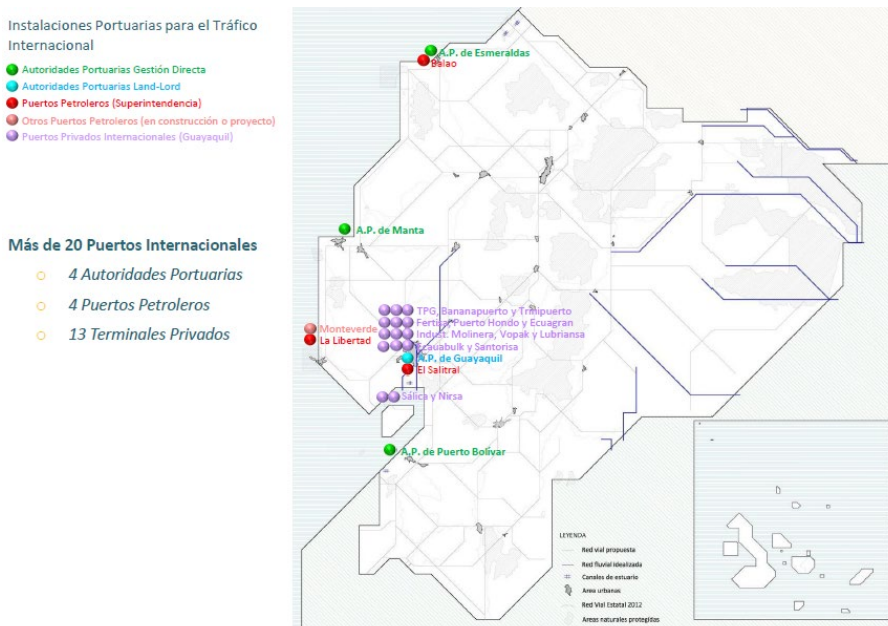 Instalaciones Portuarias para el Tráfico
Internacional
Autoridades Portuarias Gestión Directa
Autoridades Portuarias Land-Lord
Puertos Petroleros (Superintendencia)
Otros Puertos Petroleros (en construcción o proyecto)
Puertos Privados Internacionales (Guayaquil)
Más de 20 Puertos Internacionales
4 Autoridades Portuarias
4 Puertos Petroleros
13 Terminales Privados
A.P. de Esmeraldas
Balao
A.P. de Manta
TPG, Bananapuerto y Trinipuerto
Fertisa, Puerto Hondo y Ecuagran
Indust. Molinera, Vopak y Lubriansa
Ecuabulk y Santorisa
Monteverde
La Libertad
A.P. de Guayaquil
El Salitral
Sálica y Nirsa
A.P. de Puerto Bolívar
LEYENDA
Red vial propuesta
Red fluvial idealizada
Canales de estuario
Area urbanas
Red Vial Estatal 2012
Areas naturales protegidas